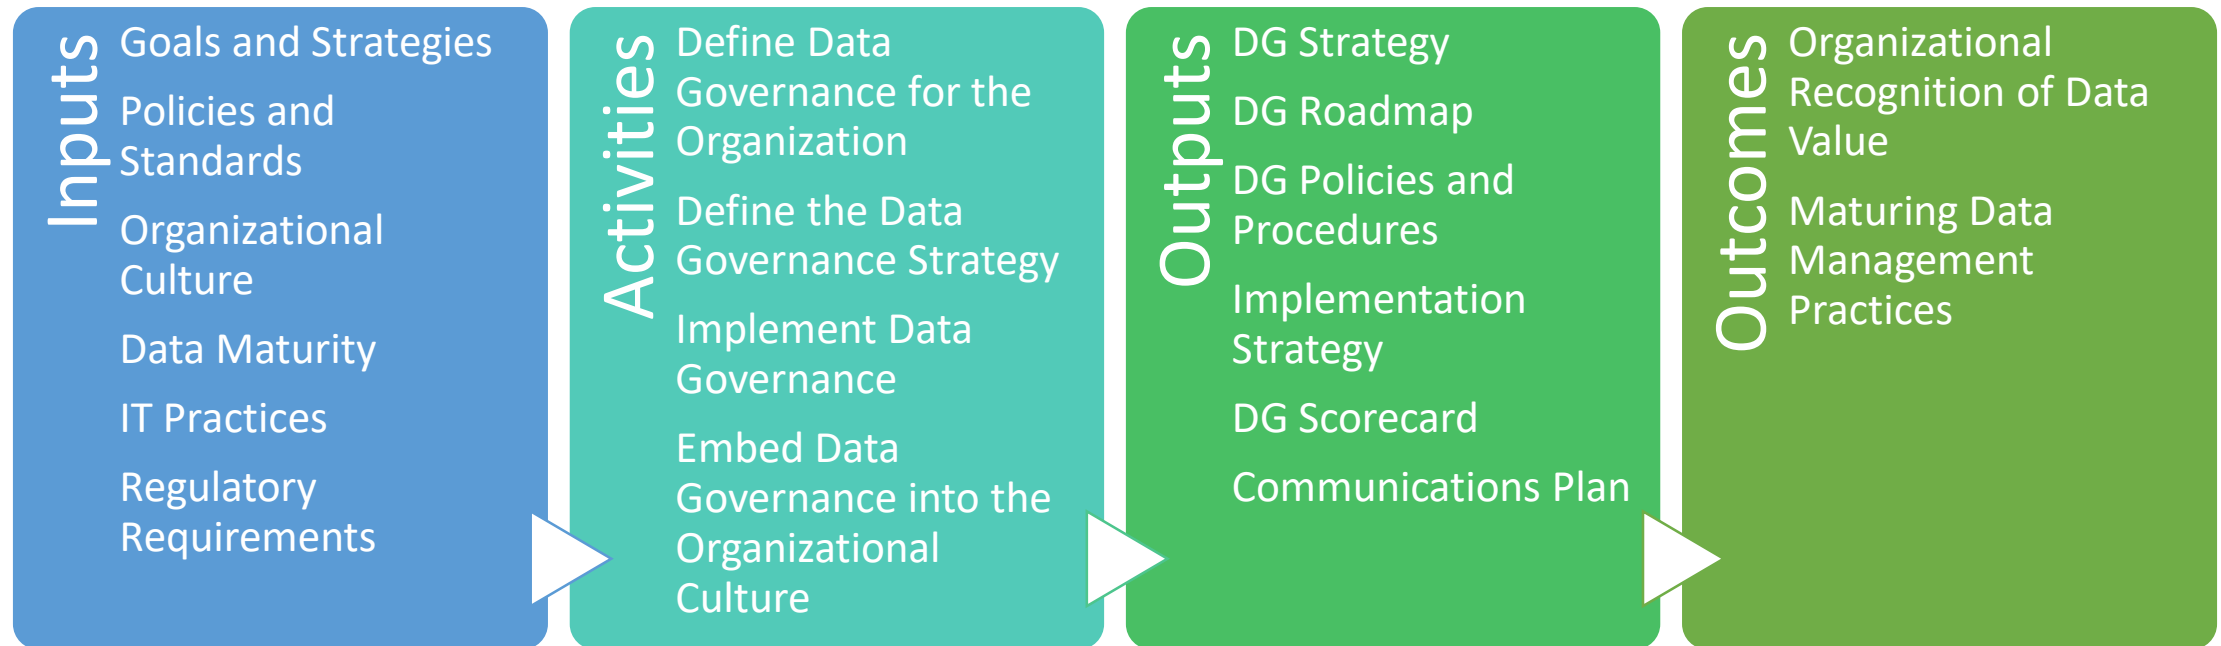 Inputs
Goals and Strategies
Policies and
Standards
Organizational
Culture
Data Maturity
IT Practices
Regulatory
Requirements
Activities
Define Data
Governance for the
Organization
Define the Data
Governance Strategy
Implement Data
Governance
Embed Data
Governance into the
Organizational
Culture
Outputs
DG Strategy
DG Roadmap
DG Policies and
Procedures
Implementation
Strategy
DG Scorecard
Communications Plan
Outcomes
Organizational
Recognition of Data
Value
Maturing Data
Management
Practices